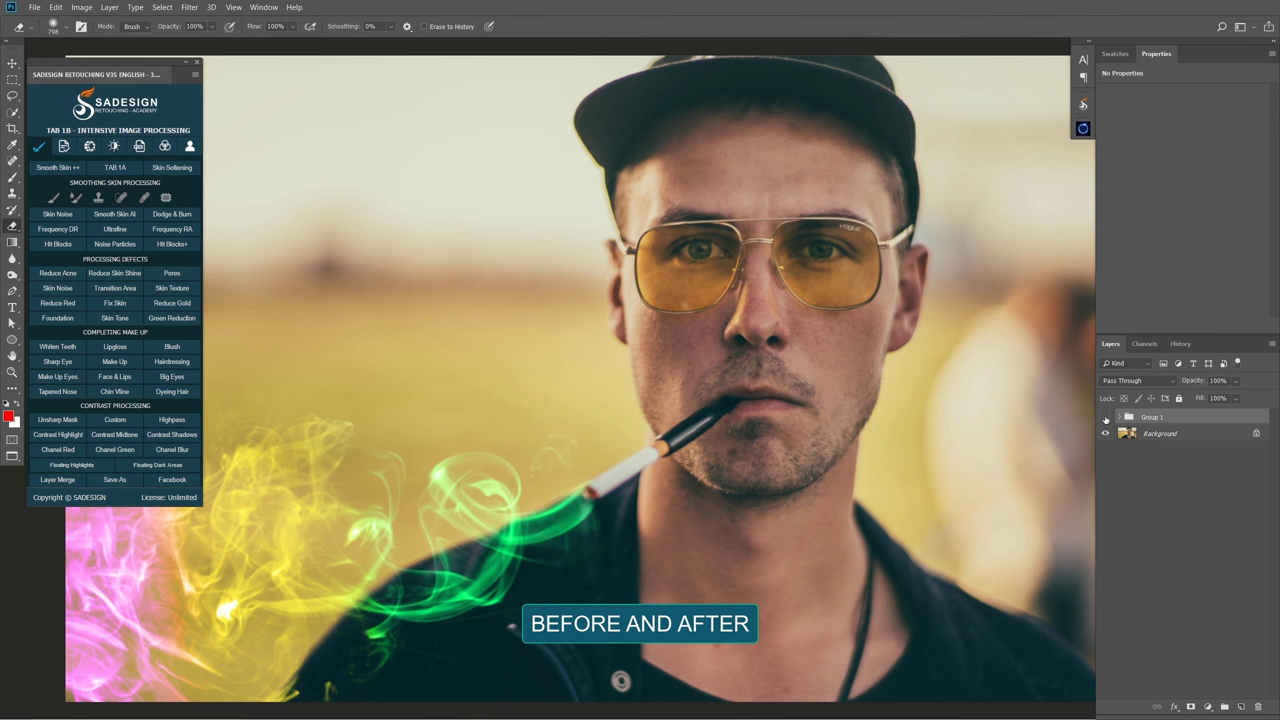 Ps File Edit Image Layer Type Select Filter 3D View Window Help
798 Mode: Brush Opacity: 100% Flow: 100% Smoothing: 0% Erase to History
SADESIGN RETOUCHING V3S ENGLISH - 3....
SADESIGN
RETOUCHING - ACADEMY
TAB 1B - INTENSIVE IMAGE PROCESSING
Smooth Skin ++ TAB 1A Skin Softening
SMOOTHING SKIN PROCESSING
Skin Noise Smooth Skin AI Dodge & Burn
Frequency DR Ultrafine Frequency RA
Hit Blocks Noise Particles Hit Blocks+
PROCESSING DEFECTS
Reduce Acne Reduce Skin Shine Pores
Skin Noise Transition Area Skin Texture
Reduce Red Fix Skin Reduce Gold
Foundation Skin Tone Green Reduction
COMPLETING MAKE UP
Whiten Teeth Lipgloss Blush
Sharp Eye Make Up Hairdressing
Make Up Eyes Face & Lips Big Eyes
Tapered Nose Chin Vline Dyeing Hair
CONTRAST PROCESSING
Unsharp Mask Custom Highpass
Contrast Highlight Contrast Midtone Contrast Shadows
Chanel Red Chanel Green Chanel Blur
Floating Highlights Floating Dark Areas
Layer Merge Save As Facebook
Copyright © SADESIGN License: Unlimited
VOGUE
BEFORE AND AFTER
Swatches Properties
No Properties
Layers Channels History
Kind
Pass Through Opacity: 100%
Lock: Fill: 100%
Group 1
Background